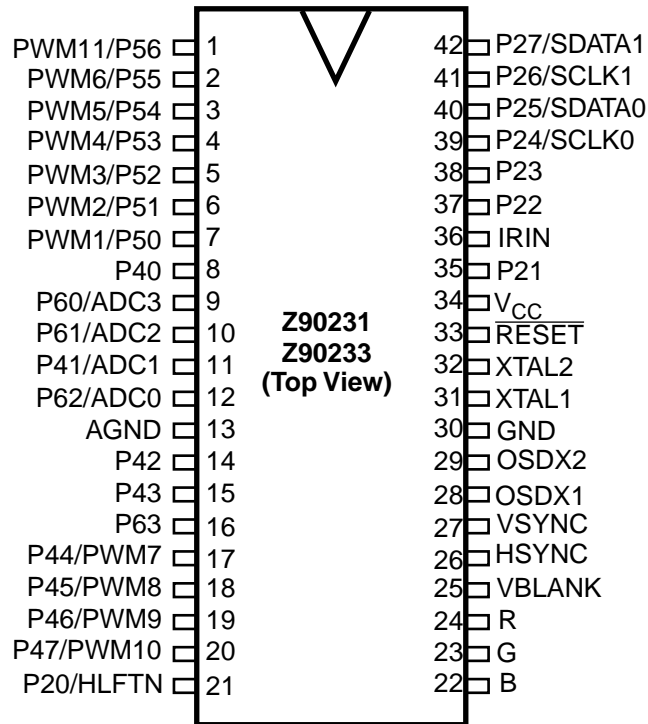 PWM11/P56 1 42 P27/SDATA1
PWM6/P55 2 41 P26/SCLK1
PWM5/P54 3 40 P25/SDATA0
PWM4/P53 4 39 P24/SCLK0
PWM3/P52 5 38 P23
PWM2/P51 6 37 P22
PWM1/P50 7 36 IRIN
P40 8 35 P21
P60/ADC3 9 34 VCC
P61/ADC2 10 33 RESET
P41/ADC1 11 32 XTAL2
P62/ADC0 12 31 XTAL1
AGND 13 30 GND
P42 14 29 OSDX2
P43 15 28 OSDX1
P63 16 27 VSYNC
P44/PWM7 17 26 HSYNC
P45/PWM8 18 25 VBLANK
P46/PWM9 19 24 R
P47/PWM10 20 23 G
P20/HLFTN 21 22 B
Z90231
Z90233
(Top View)